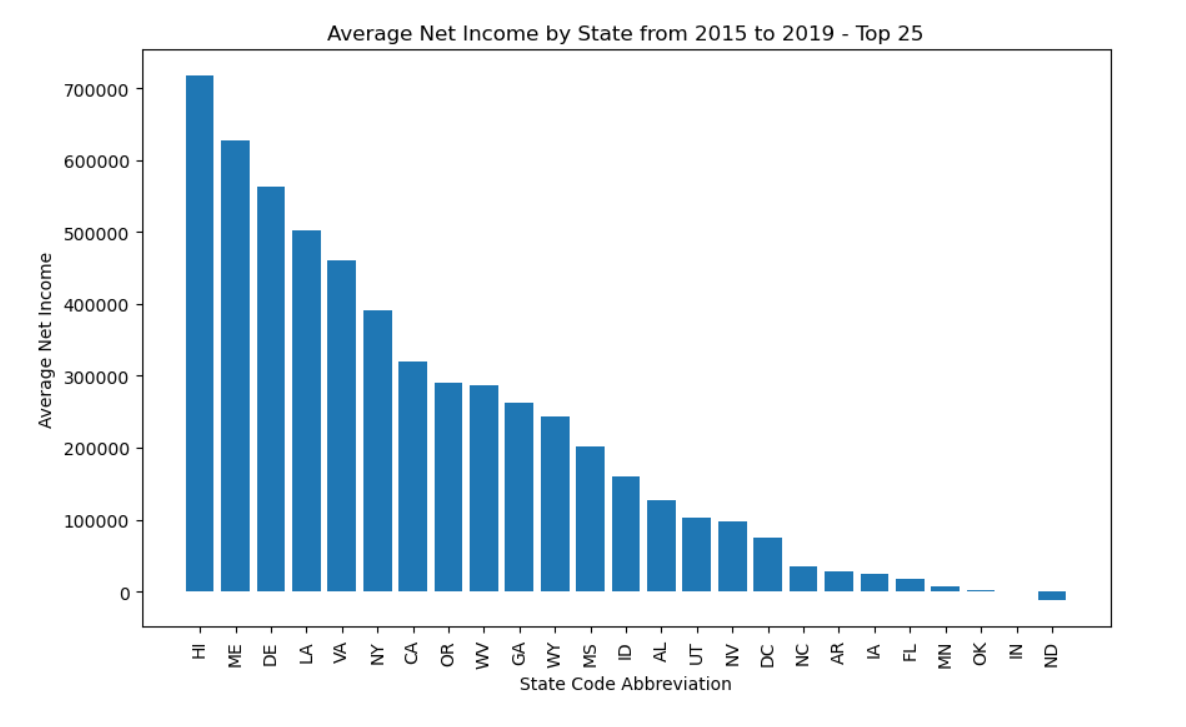 Average Net Income by State from 2015 to 2019 - Top 25
Average Net Income
700000
600000
500000
400000
300000
200000
100000
0
HI ME DE LA VA NY CA OR WV GA WY MS ID AL UT NV DC NC AR IA FL MN OK IN ND
State Code Abbreviation